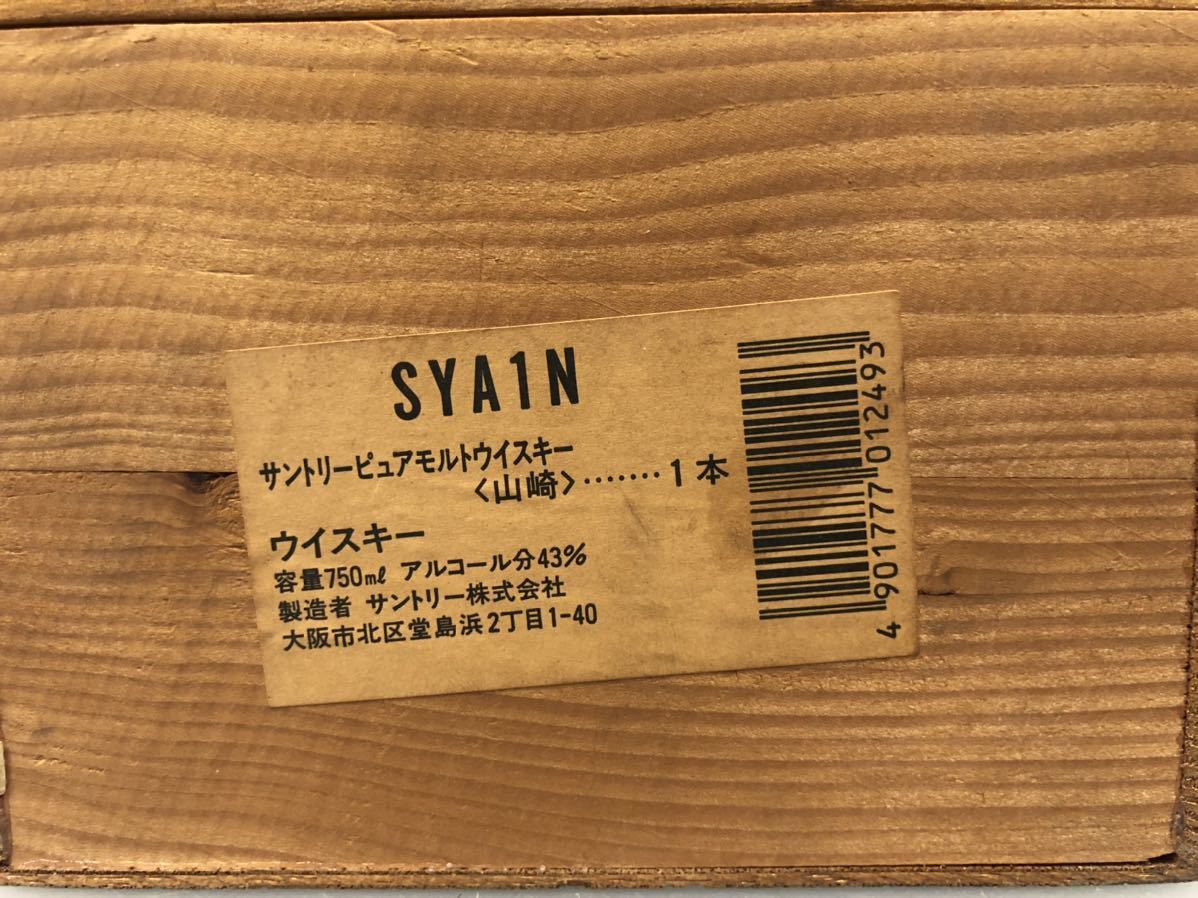 SYA1N
サントリーピュアモルトウイスキー
〈山崎〉‥‥‥‥1本
ウイスキー
容量750ml アルコール分43%
製造者 サントリー株式会社
大阪市北区堂島浜2丁目1-40
4 901777 012493